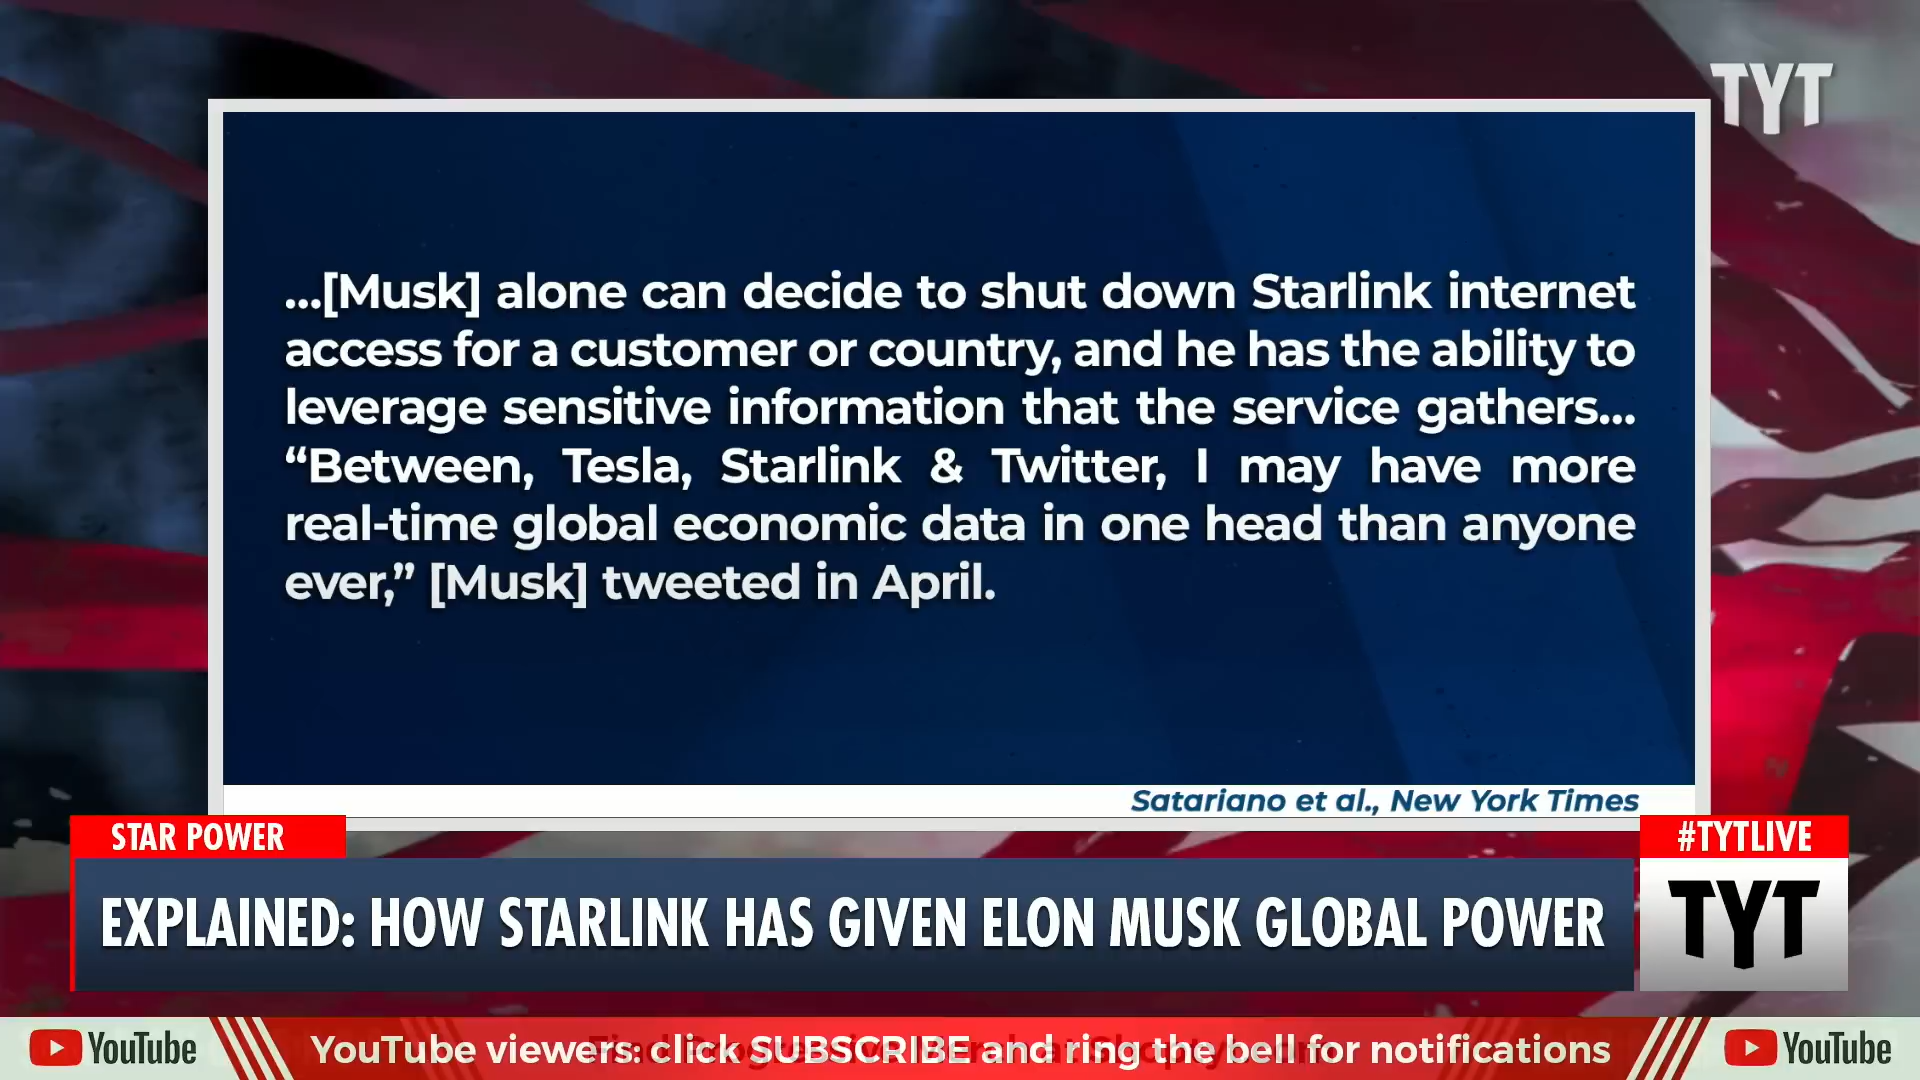 TYT
...[Musk] alone can decide to shut down Starlink internet
access for a customer or country, and he has the ability to
leverage sensitive information that the service gathers...
“Between, Tesla, Starlink & Twitter, I may have more
real-time global economic data in one head than anyone
ever,” [Musk] tweeted in April.
Satariano et al., New York Times
STAR POWER
#TYTLIVE
EXPLAINED: HOW STARLINK HAS GIVEN ELON MUSK GLOBAL POWER
TYT
YouTube
YouTube viewers: click SUBSCRIBE and ring the bell for notifications
YouTube